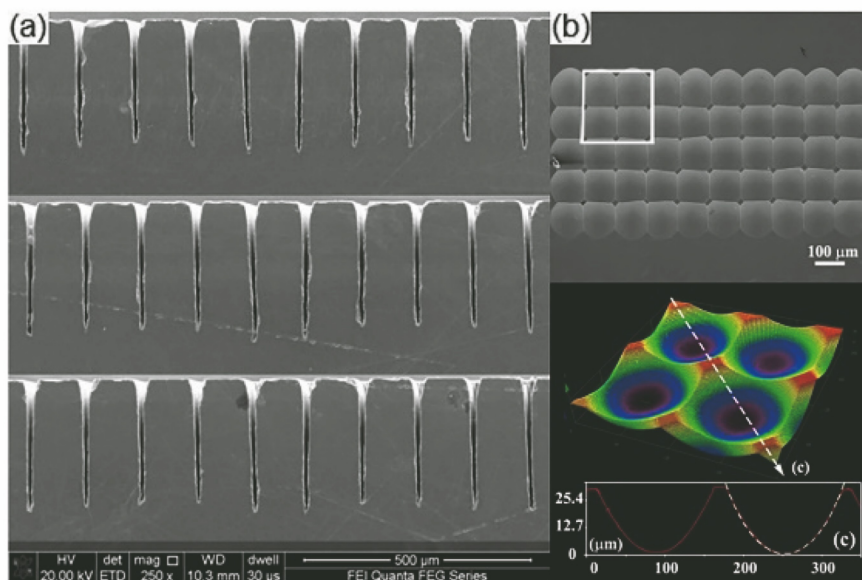 (a)
HV det mag □ WD dwell
20.00 kV ETD 250 x 10.3 mm 30 µs
500 µm
FEI Quanta FEG Series
(b)
100 µm
(c)
25.4
12.7
0
(µm)
(c)
0 100 200 300